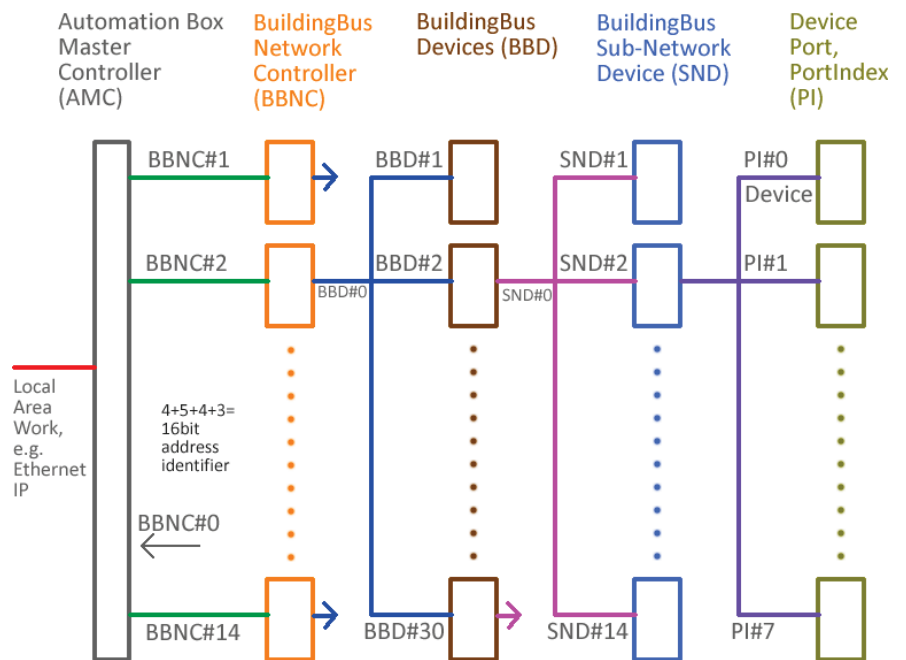 Automation Box
Master
Controller
(AMC)
BuildingBus
Network
Controller
(BBNC)
BuildingBus
Devices (BBD)
BuildingBus
Sub-Network
Device (SND)
Device
Port,
PortIndex
(PI)
BBNC#1
BBD#1
SND#1
PI#0
Device
BBNC#2
BBD#0
BBD#2
SND#0
SND#2
PI#1
Local
Area
Work,
e.g.
Ethernet
IP
4+5+4+3=
16bit
address
identifier
BBNC#0
BBNC#14
BBD#30
SND#14
PI#7